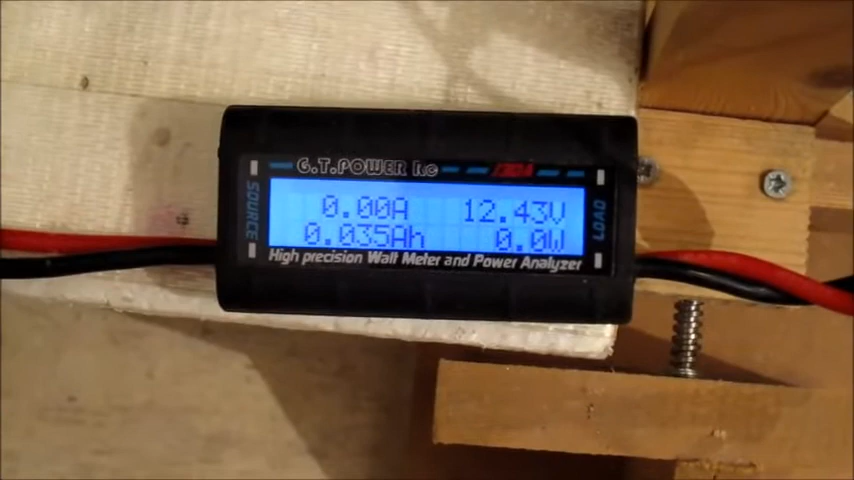 G.T.POWER RC 130A
SOURCE
0.00A 12.43V
0.035Ah 0.0W
LOAD
High precision Watt Meter and Power Analyzer